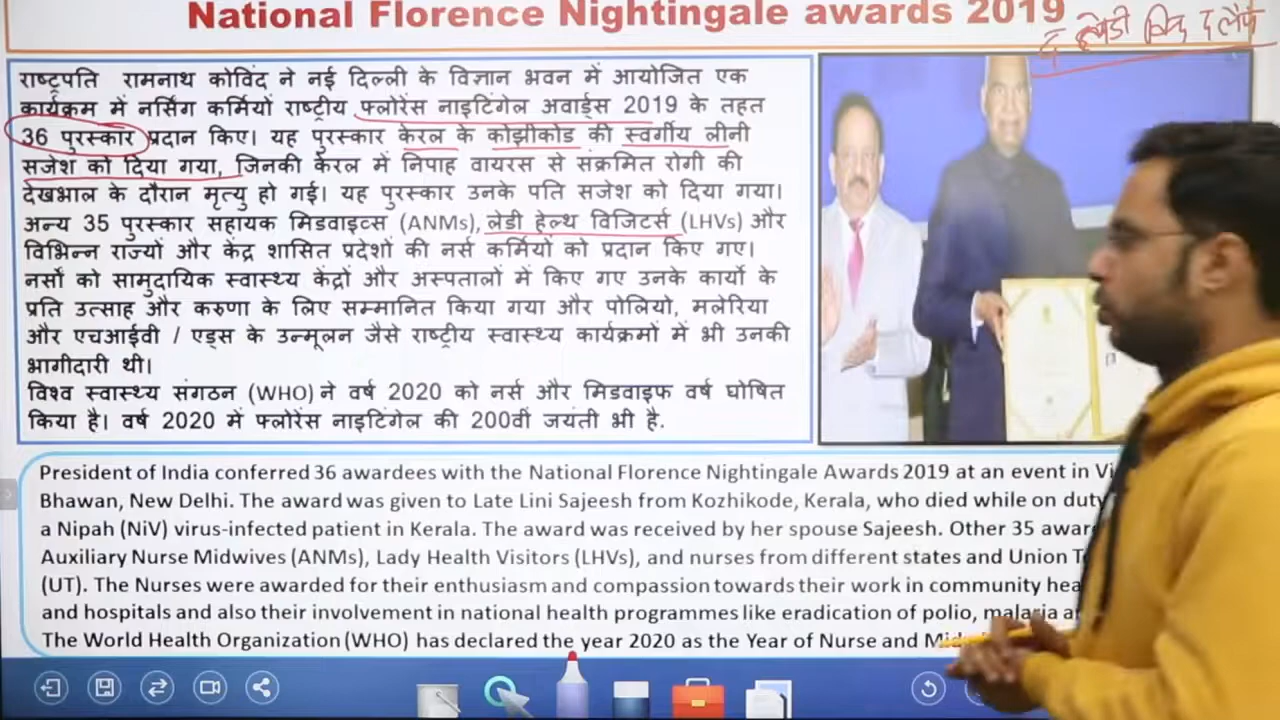 National Florence Nightingale awards 2019
द लेडी विद द लैंप
राष्ट्रपति रामनाथ कोविंद ने नई दिल्ली के विज्ञान भवन में आयोजित एक
कार्यक्रम में नर्सिंग कर्मियों राष्ट्रीय फ्लोरेंस नाइटिंगेल अवार्ड्स 2019 के तहत
36 पुरस्कार प्रदान किए। यह पुरस्कार केरल के कोझीकोड की स्वर्गीय लीनी
सजेश को दिया गया, जिनकी केरल में निपाह वायरस से संक्रमित रोगी की
देखभाल के दौरान मृत्यु हो गई। यह पुरस्कार उनके पति सजेश को दिया गया।
अन्य 35 पुरस्कार सहायक मिडवाइव्स (ANMs), लेडी हेल्थ विजिटर्स (LHVs) और
विभिन्न राज्यों और केंद्र शासित प्रदेशों की नर्स कर्मियों को प्रदान किए गए।
नर्सों को सामुदायिक स्वास्थ्य केंद्रों और अस्पतालों में किए गए उनके कार्यों के
प्रति उत्साह और करुणा के लिए सम्मानित किया गया और पोलियो, मलेरिया
और एचआईवी / एड्स के उन्मूलन जैसे राष्ट्रीय स्वास्थ्य कार्यक्रमों में भी उनकी
भागीदारी थी।
विश्व स्वास्थ्य संगठन (WHO) ने वर्ष 2020 को नर्स और मिडवाइफ वर्ष घोषित
किया है। वर्ष 2020 में फ्लोरेंस नाइटिंगेल की 200वीं जयंती भी है.
President of India conferred 36 awardees with the National Florence Nightingale Awards 2019 at an event in
Bhawan, New Delhi. The award was given to Late Lini Sajeesh from Kozhikode, Kerala, who died while on duty
a Nipah (NiV) virus-infected patient in Kerala. The award was received by her spouse Sajeesh. Other 35
Auxiliary Nurse Midwives (ANMs), Lady Health Visitors (LHVs), and nurses from different states and Union
(UT). The Nurses were awarded for their enthusiasm and compassion towards their work in community
and hospitals and also their involvement in national health programmes like eradication of polio, malaria
The World Health Organization (WHO) has declared the year 2020 as the Year of Nurse and